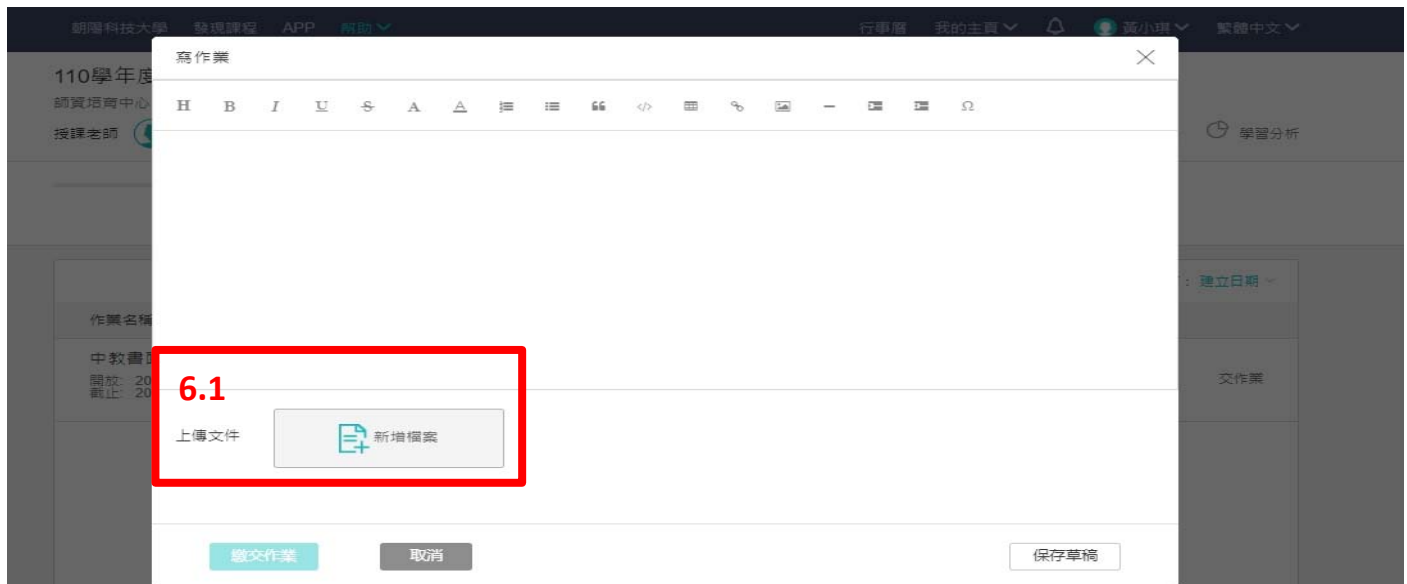 朝陽科技大學 發現課程 APP 解助 行事曆 我的主頁 黃小琪 繁體中文
寫作業
110學年度
師資培育中心
H B I U S A A Ω
授課老師
學習分析
： 建立日期
作業名稱
中教書
開放: 20
截止: 20
交作業
6.1
上傳文件 新增檔案
繳交作業 取消 保存草稿